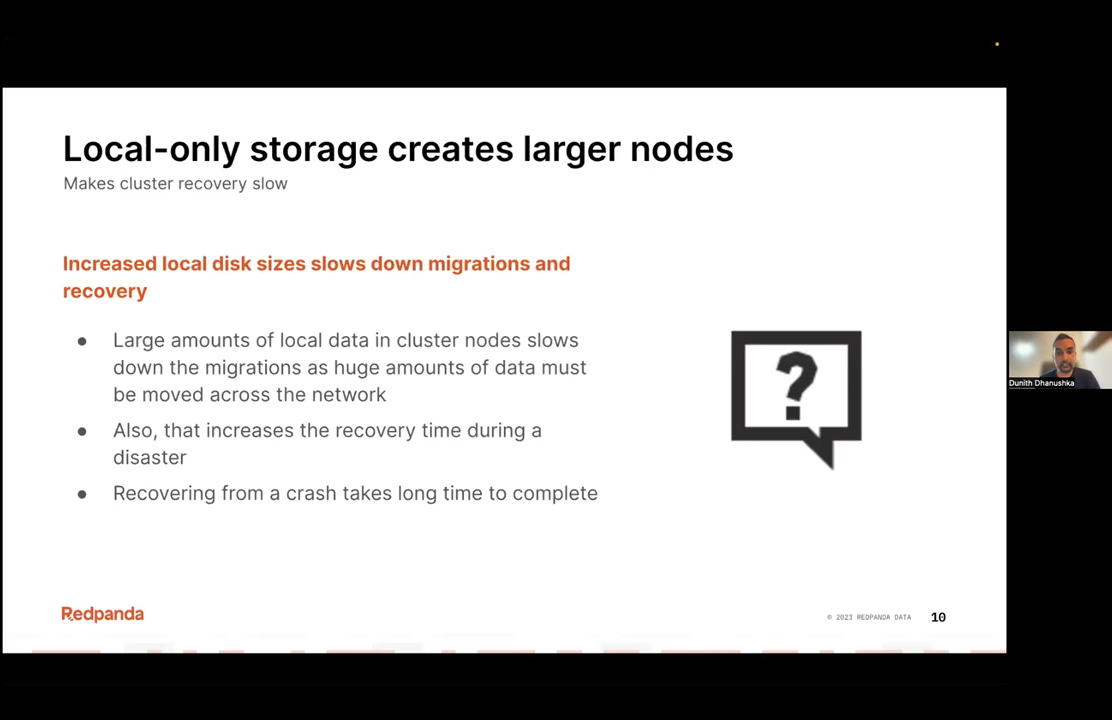 Local-only storage creates larger nodes
Makes cluster recovery slow
Increased local disk sizes slows down migrations and
recovery
● Large amounts of local data in cluster nodes slows
down the migrations as huge amounts of data must
be moved across the network
● Also, that increases the recovery time during a
disaster
● Recovering from a crash takes long time to complete
?
Dunith Dhanushka
Redpanda
© 2023 REDPANDA DATA
10